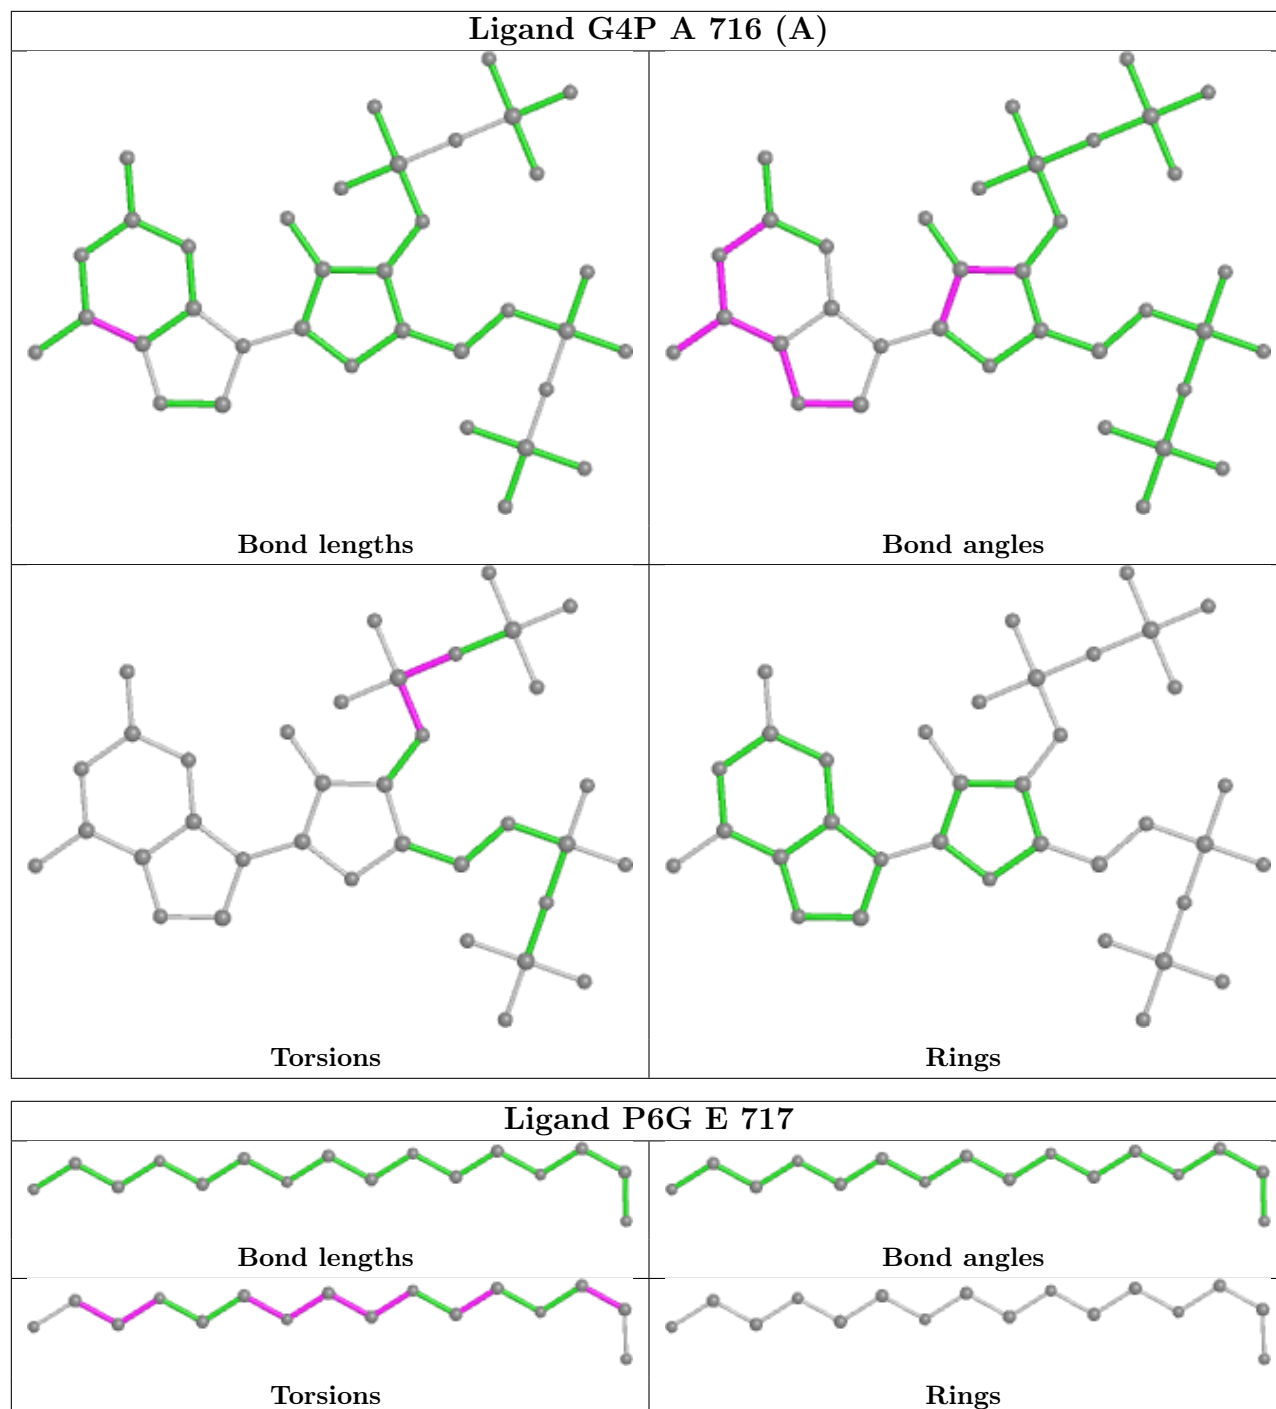 Ligand G4P A 716 (A)
Bond lengths
Bond angles
Torsions
Rings
Ligand P6G E 717
Bond lengths
Bond angles
Torsions
Rings